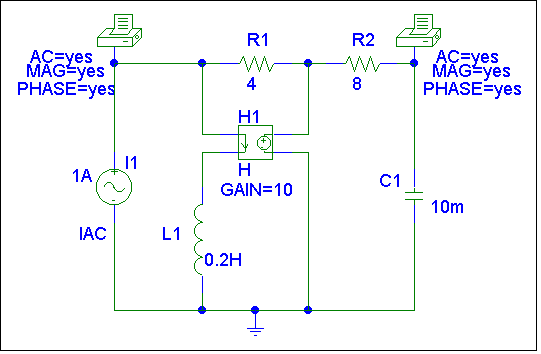 R1
R2
AC=yes
MAG=yes
PHASE=yes
AC=yes
MAG=yes
PHASE=yes
4
8
H1
+
I1
+
1A
-
H
GAIN=10
C1
10m
IAC
L1
0.2H